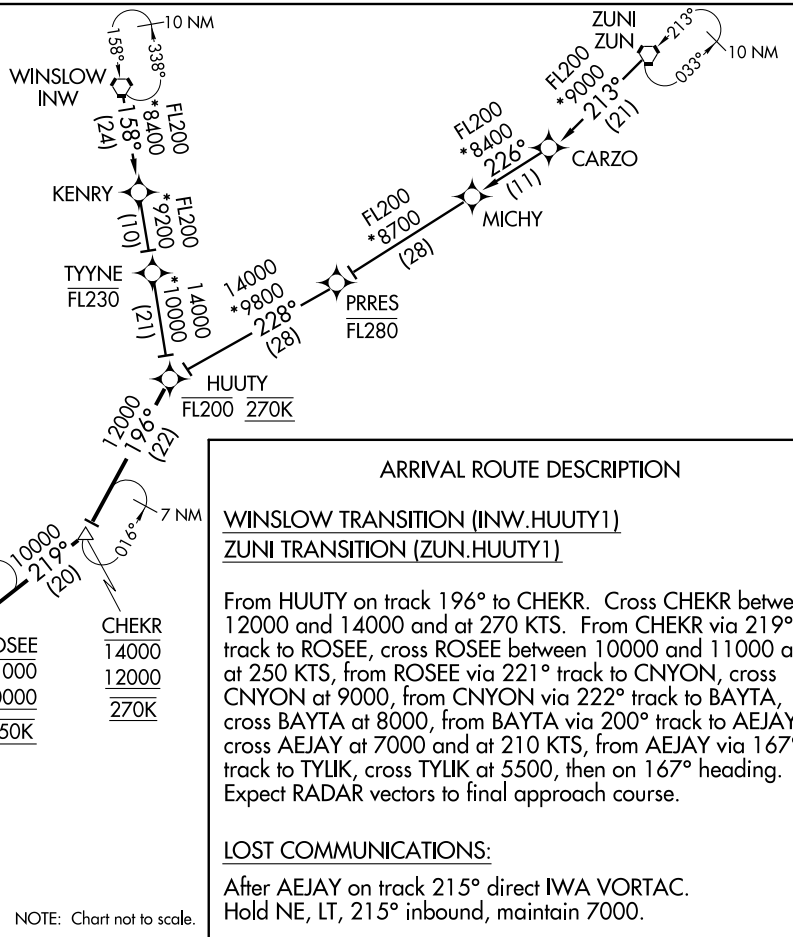 10 NM
158°
338°
WINSLOW
INW
FL200
*8400
158°
(24)
KENRY
FL200
*9200
(10)
TYYNE
FL230
14000
*10000
(21)
ZUNI
ZUN
213°
033°
10 NM
FL200
*9000
213°
(21)
CARZO
FL200
*8400
226°
(11)
MICHY
FL200
*8700
(28)
PRRES
FL280
14000
*9800
228°
(28)
HUUTY
FL200 270K
12000
196°
(22)
7 NM
016°
10000
219°
(20)
CHEKR
14000
12000
270K
OSEE
000
0000
50K
ARRIVAL ROUTE DESCRIPTION
WINSLOW TRANSITION (INW.HUUTY1)
ZUNI TRANSITION (ZUN.HUUTY1)
From HUUTY on track 196° to CHEKR. Cross CHEKR betwe
12000 and 14000 and at 270 KTS. From CHEKR via 219°
track to ROSEE, cross ROSEE between 10000 and 11000 a
at 250 KTS, from ROSEE via 221° track to CNYON, cross
CNYON at 9000, from CNYON via 222° track to BAYTA,
cross BAYTA at 8000, from BAYTA via 200° track to AEJAY
cross AEJAY at 7000 and at 210 KTS, from AEJAY via 167°
track to TYLIK, cross TYLIK at 5500, then on 167° heading.
Expect RADAR vectors to final approach course.
LOST COMMUNICATIONS:
After AEJAY on track 215° direct IWA VORTAC.
Hold NE, LT, 215° inbound, maintain 7000.
NOTE: Chart not to scale.